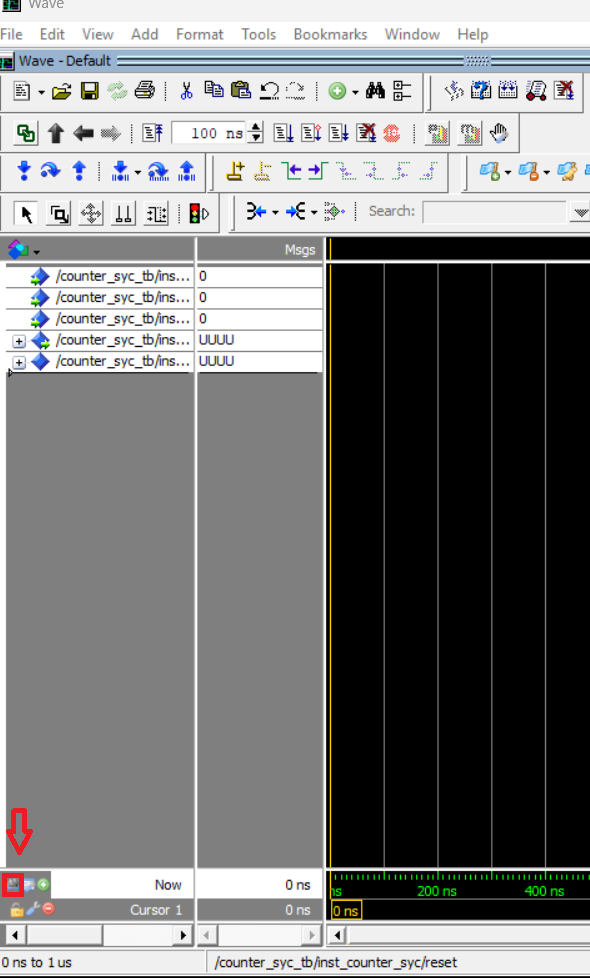 Wave
File Edit View Add Format Tools Bookmarks Window Help
Wave - Default
100 ns
Search:
Msgs
/counter_syc_tb/ins... 0
/counter_syc_tb/ins... 0
/counter_syc_tb/ins... 0
/counter_syc_tb/ins... UUUU
/counter_syc_tb/ins... UUUU
Now 0 ns ns 200 ns 400 ns
Cursor 1 0 ns 0 ns
0 ns to 1 us /counter_syc_tb/inst_counter_syc/reset